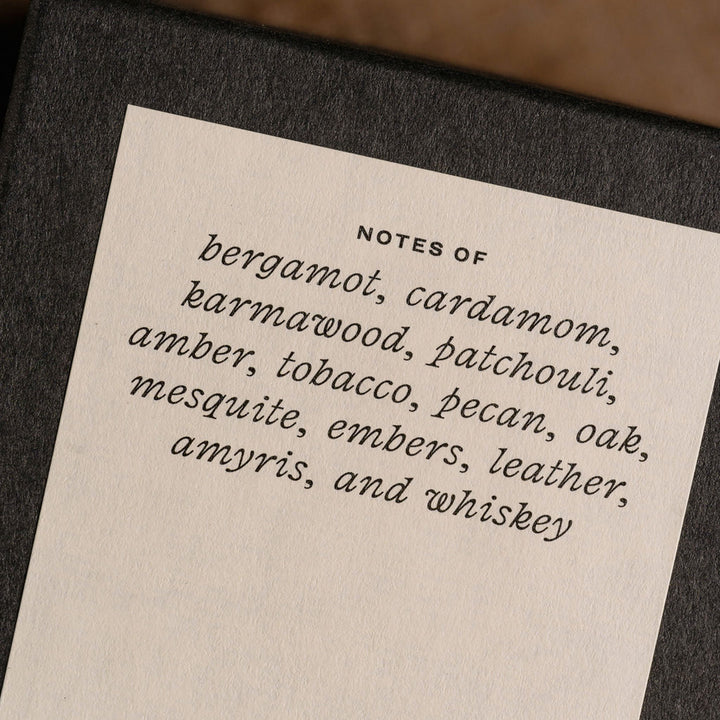 NOTES OF
bergamot, cardamom,
karmawood, patchouli,
amber, tobacco, pecan, oak,
mesquite, embers, leather,
amyris, and whiskey